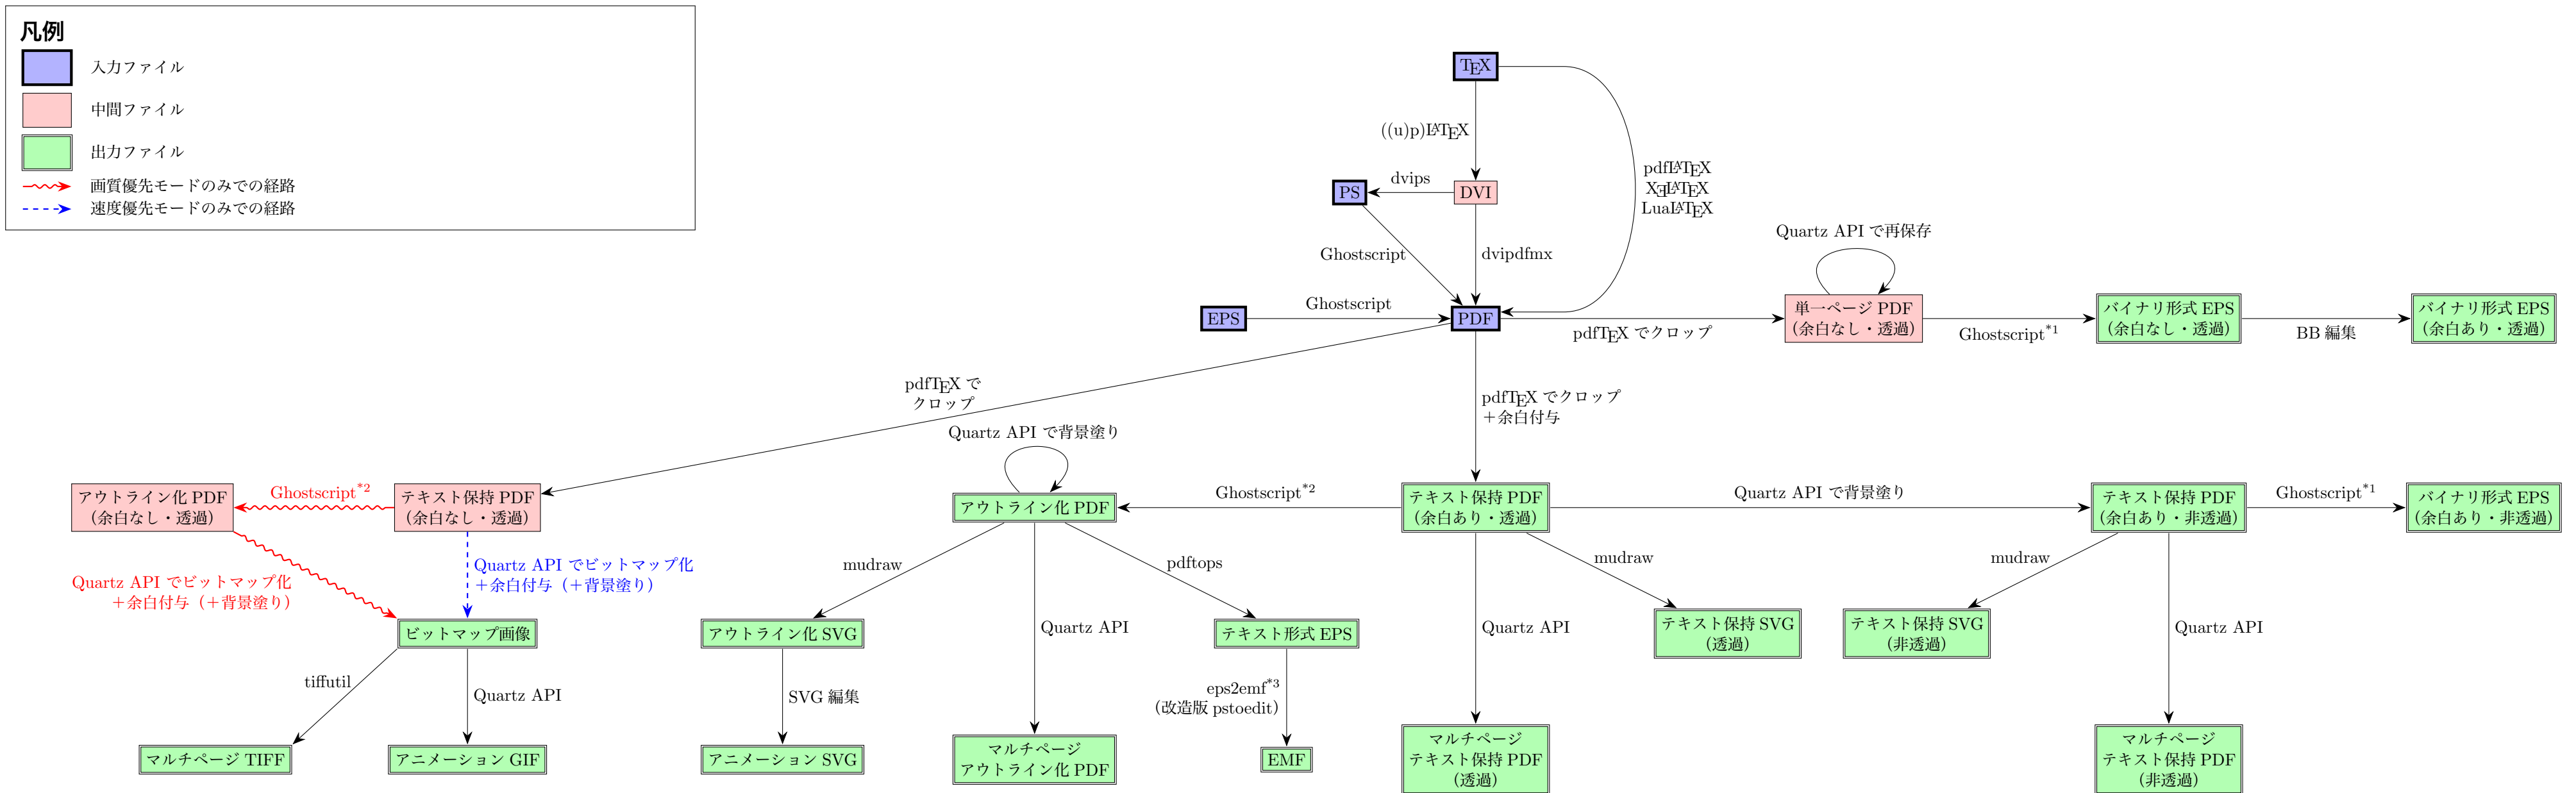 凡例
入力ファイル
中間ファイル
出力ファイル
画質優先モードのみでの経路
速度優先モードのみでの経路
TEX
((u)p)LATEX
pdfLATEX
XƎLATEX
LuaLATEX
PS
dvips
DVI
Ghostscript
dvipdfmx
Quartz API で再保存
EPS
Ghostscript
PDF
pdfTEX でクロップ
単一ページ PDF
(余白なし・透過)
Ghostscript*1
バイナリ形式 EPS
(余白なし・透過)
BB 編集
バイナリ形式 EPS
(余白あり・透過)
pdfTEX で
クロップ
pdfTEX でクロップ
＋余白付与
Quartz API で背景塗り
アウトライン化 PDF
(余白なし・透過)
Ghostscript*2
テキスト保持 PDF
(余白なし・透過)
アウトライン化 PDF
Ghostscript*2
テキスト保持 PDF
(余白あり・透過)
Quartz API で背景塗り
テキスト保持 PDF
(余白あり・非透過)
Ghostscript*1
バイナリ形式 EPS
(余白あり・非透過)
Quartz API でビットマップ化
＋余白付与（＋背景塗り）
Quartz API でビットマップ化
＋余白付与（＋背景塗り）
mudraw
Quartz API
pdftops
Quartz API
mudraw
mudraw
Quartz API
ビットマップ画像
アウトライン化 SVG
テキスト形式 EPS
テキスト保持 SVG
(透過)
テキスト保持 SVG
(非透過)
tiffutil
Quartz API
SVG 編集
eps2emf*3
(改造版 pstoedit)
マルチページ TIFF
アニメーション GIF
アニメーション SVG
マルチページ
アウトライン化 PDF
EMF
マルチページ
テキスト保持 PDF
(透過)
マルチページ
テキスト保持 PDF
(非透過)